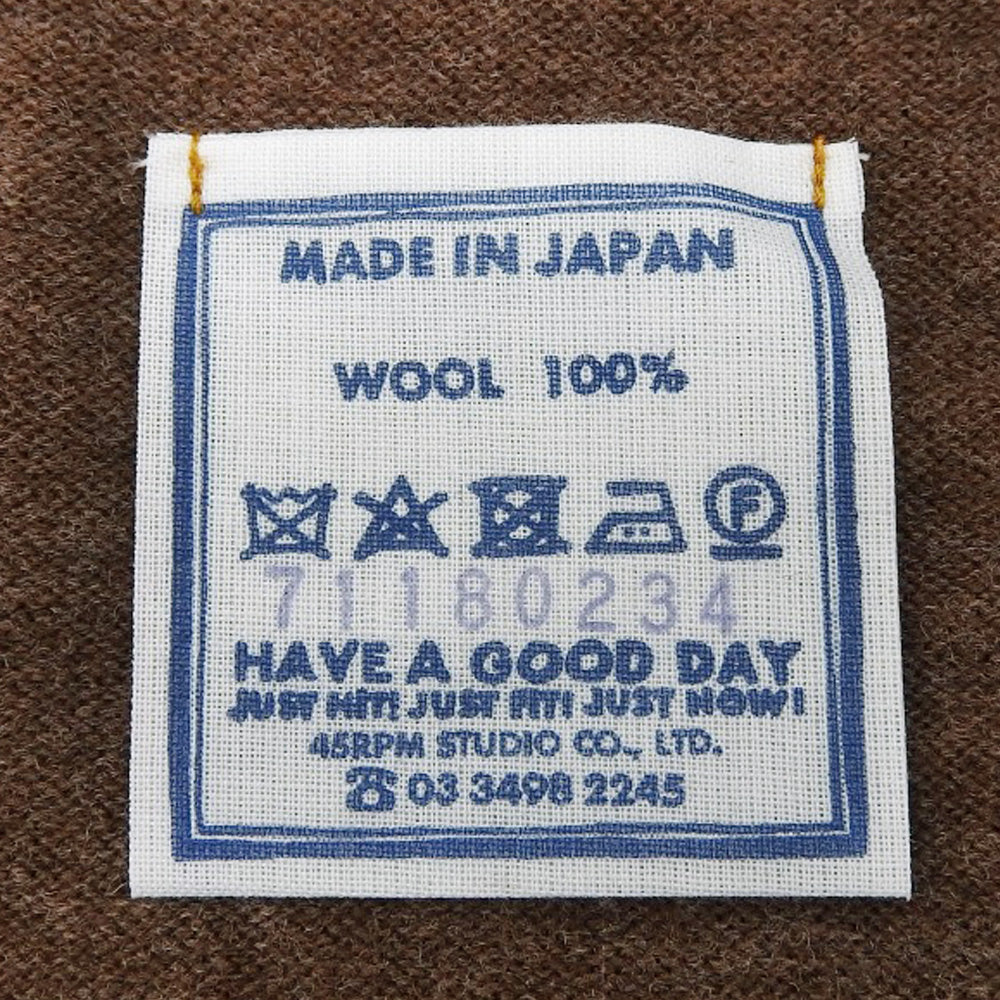 MADE IN JAPAN
WOOL 100%
F
71180234
HAVE A GOOD DAY
JUST HIT! JUST FIT! JUST NOW!
45RPM STUDIO CO., LTD.
☎ 03 3498 2245